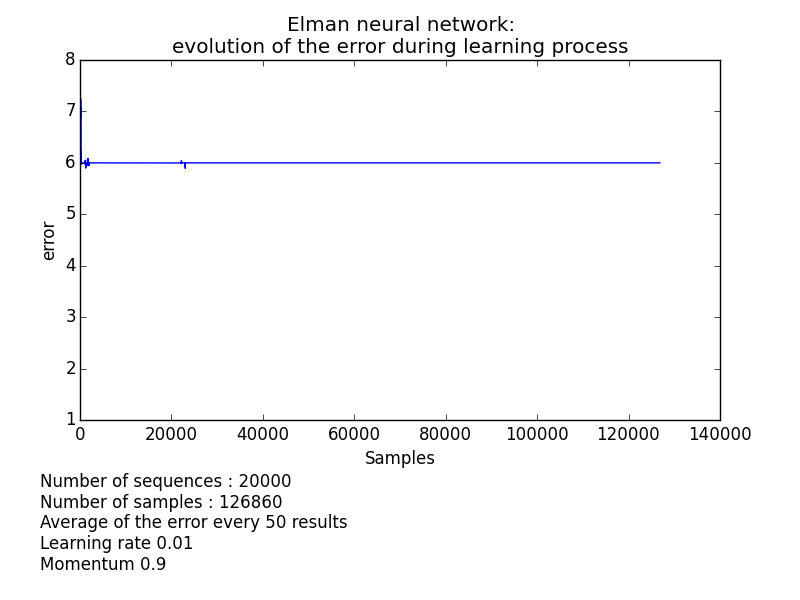 Elman neural network:
evolution of the error during learning process
8
7
6
5
4
3
2
1
error
0 20000 40000 60000 80000 100000 120000 140000
Samples
Number of sequences : 20000
Number of samples : 126860
Average of the error every 50 results
Learning rate 0.01
Momentum 0.9